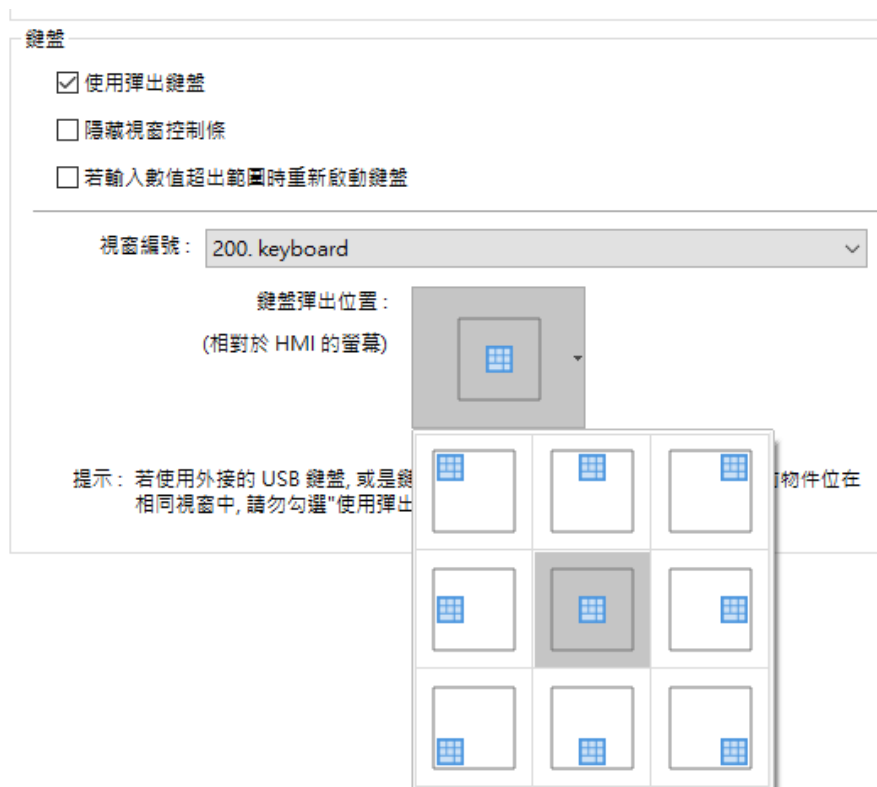 鍵盤
使用彈出鍵盤
隱藏視窗控制條
若輸入數值超出範圍時重新啟動鍵盤
視窗編號：
200. keyboard
鍵盤彈出位置：
(相對於 HMI 的螢幕)
提示： 若使用外接的 USB 鍵盤, 或是鍵 物件位在
相同視窗中, 請勿勾選"使用彈出